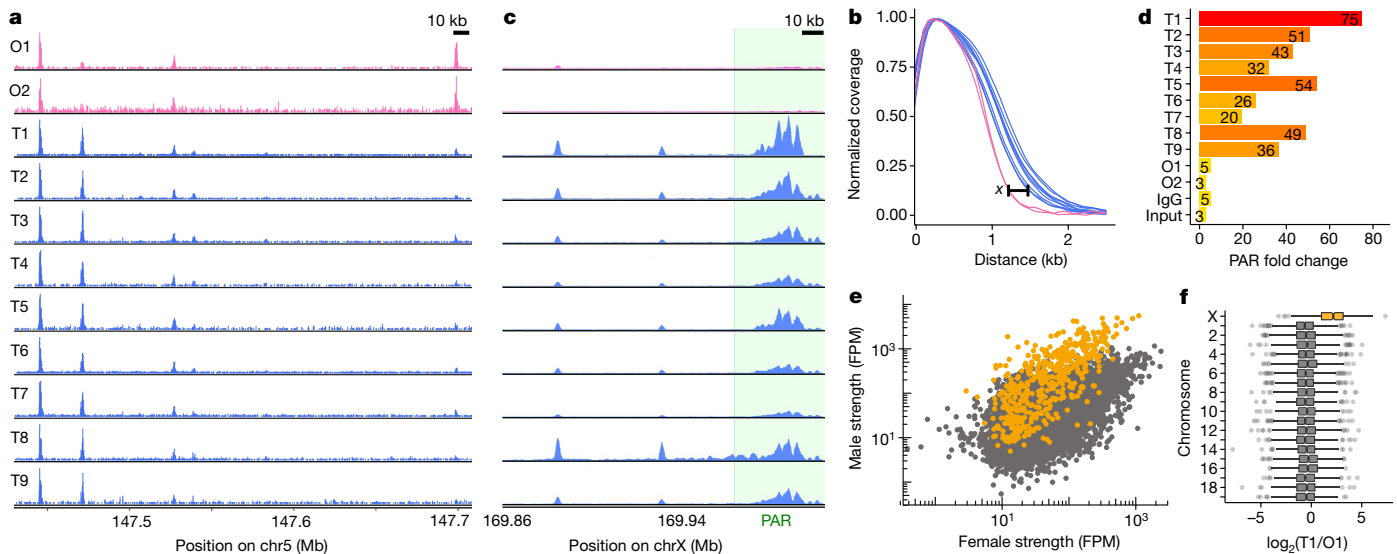 a
10 kb
O1
O2
T1
T2
T3
T4
T5
T6
T7
T8
T9
147.5
147.6
147.7
Position on chr5 (Mb)
c
10 kb
169.86
169.94
PAR
Position on chrX (Mb)
b
Normalized coverage
1.00
0.75
0.50
0.25
0.00
x
0
1
2
Distance (kb)
d
T1
75
T2
51
T3
43
T4
32
T5
54
T6
26
T7
20
T8
49
T9
36
O1
5
O2
3
IgG
5
Input
3
0
20
40
60
80
PAR fold change
e
Male strength (FPM)
10³
10¹
10¹
10³
Female strength (FPM)
f
Chromosome
X
2
4
6
8
10
12
14
16
18
−5
0
5
log₂(T1/O1)